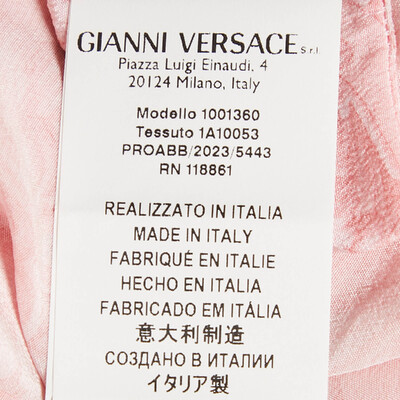 GIANNI VERSACE S.r.l.
Piazza Luigi Einaudi, 4
20124 Milano, Italy
Modello 1001360
Tessuto 1A10053
PROABB/2023/5443
RN 118861
REALIZZATO IN ITALIA
MADE IN ITALY
FABRIQUÉ EN ITALIE
HECHO EN ITALIA
FABRICADO EM ITÁLIA
意大利制造
СОЗДАНО В ИТАЛИИ
イタリア製